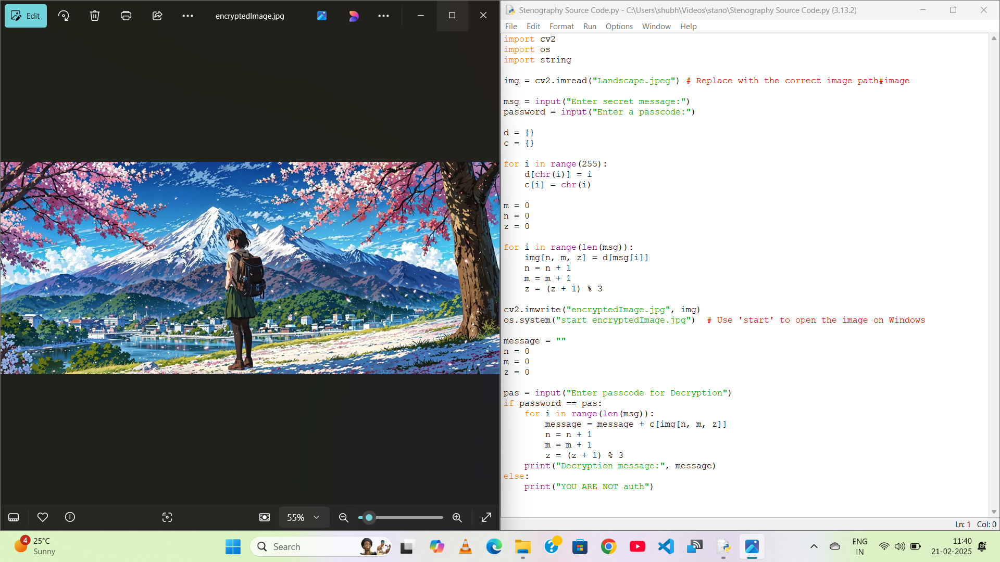 Edit
encryptedImage.jpg
55%
Stenography Source Code.py - C:\Users\shubh\Videos\stano\Stenography Source Code.py (3.13.2)
File Edit Format Run Options Window Help
import cv2
import os
import string
img = cv2.imread("Landscape.jpeg") # Replace with the correct image path#image
msg = input("Enter secret message:")
password = input("Enter a passcode:")
d = {}
c = {}
for i in range(255):
    d[chr(i)] = i
    c[i] = chr(i)
m = 0
n = 0
z = 0
for i in range(len(msg)):
    img[n, m, z] = d[msg[i]]
    n = n + 1
    m = m + 1
    z = (z + 1) % 3
cv2.imwrite("encryptedImage.jpg", img)
os.system("start encryptedImage.jpg")  # Use 'start' to open the image on Windows
message = ""
n = 0
m = 0
z = 0
pas = input("Enter passcode for Decryption")
if password == pas:
    for i in range(len(msg)):
        message = message + c[img[n, m, z]]
        n = n + 1
        m = m + 1
        z = (z + 1) % 3
    print("Decryption message:", message)
else:
    print("YOU ARE NOT auth")
Ln: 1 Col: 0
4
25°C
Sunny
Search
ENG
IN
11:40
21-02-2025